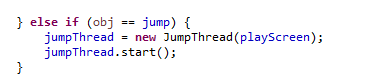 } else if (obj == jump) {
    jumpThread = new JumpThread(playScreen);
    jumpThread.start();
}